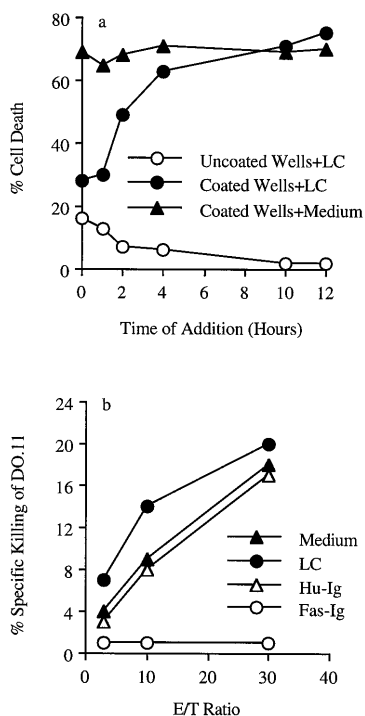 a
80
60
40
20
0
% Cell Death
Uncoated Wells+LC
Coated Wells+LC
Coated Wells+Medium
0 2 4 6 8 10 12
Time of Addition (Hours)
b
24
20
16
12
8
4
0
% Specific Killing of DO.11
Medium
LC
Hu-Ig
Fas-Ig
0 10 20 30 40
E/T Ratio